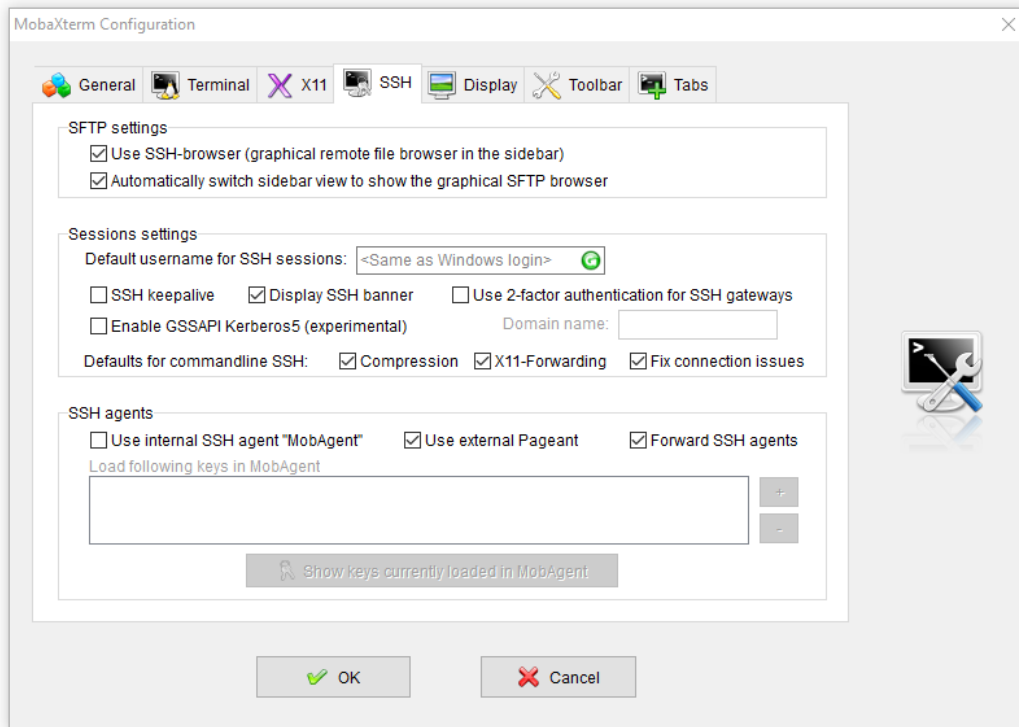 MobaXterm Configuration
General Terminal X11 SSH Display Toolbar Tabs
SFTP settings
Use SSH-browser (graphical remote file browser in the sidebar)
Automatically switch sidebar view to show the graphical SFTP browser
Sessions settings
Default username for SSH sessions: <Same as Windows login>
SSH keepalive Display SSH banner Use 2-factor authentication for SSH gateways
Enable GSSAPI Kerberos5 (experimental) Domain name:
Defaults for commandline SSH: Compression X11-Forwarding Fix connection issues
SSH agents
Use internal SSH agent "MobAgent" Use external Pageant Forward SSH agents
Load following keys in MobAgent
+
-
Show keys currently loaded in MobAgent
OK Cancel